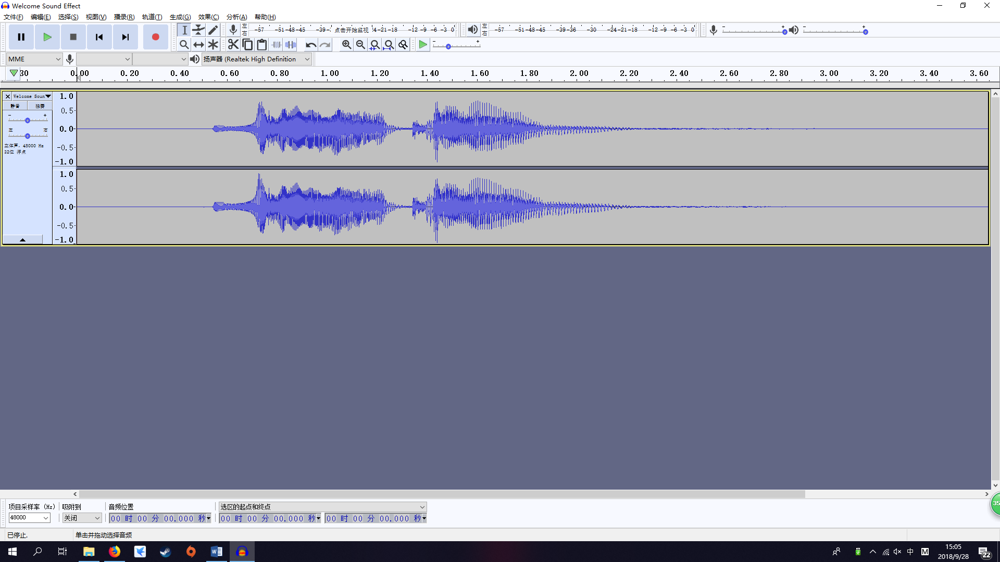 Welcome Sound Effect
文件(F) 编辑(E) 选择(S) 视图(V) 播录(R) 轨道(T) 生成(G) 效果(C) 分析(A) 帮助(H)
左
右
-57 -51 -48 -45 -39 -: 点击开始监视 !4 -21 -18 -12 -9 -6 -3 0
左
右
-57 -51 -48 -45 -39 -36 -30 -24 -21 -18 -12 -9 -6 -3 0
MME
扬声器 (Realtek High Definition
30 0.00 0.20 0.40 0.60 0.80 1.00 1.20 1.40 1.60 1.80 2.00 2.20 2.40 2.60 2.80 3.00 3.20 3.40 3.60
Welcome Soun
静音 独奏
左 右
立体声, 48000 Hz
32位 浮点
1.0
0.5
0.0
-0.5
-1.0
1.0
0.5
0.0
-0.5
-1.0
项目采样率 (Hz) 吸附到 音频位置 选区的起点和终点
48000 关闭 00 时 00 分 00.000 秒 00 时 00 分 00.000 秒 00 时 00 分 00.000 秒
35
已停止. 单击并拖动选择音频
中 M
15:05
2018/9/28
22